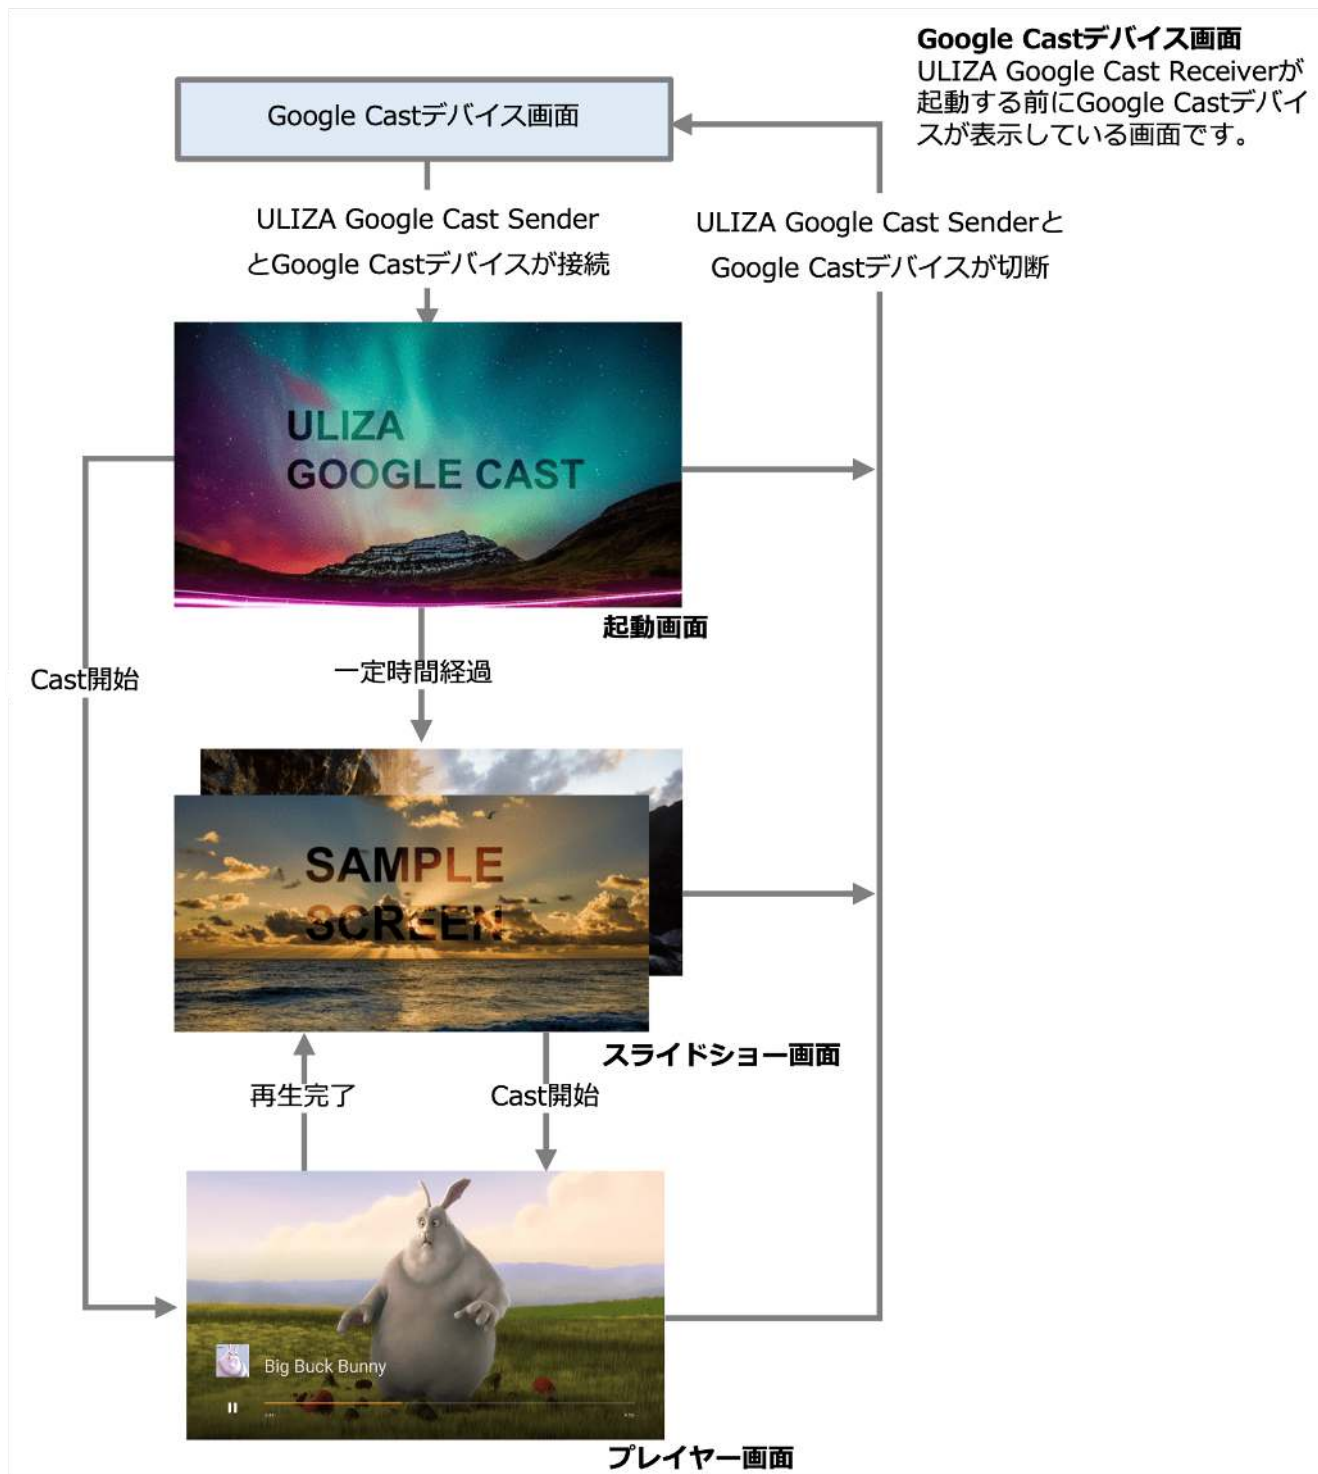 Google Castデバイス画面
ULIZA Google Cast Receiverが
起動する前にGoogle Castデバイ
スが表示している画面です。
Google Castデバイス画面
ULIZA Google Cast Sender
とGoogle Castデバイスが接続
ULIZA Google Cast Senderと
Google Castデバイスが切断
ULIZA
GOOGLE CAST
起動画面
Cast開始
一定時間経過
SAMPLE
SCREEN
スライドショー画面
再生完了
Cast開始
Big Buck Bunny
プレイヤー画面